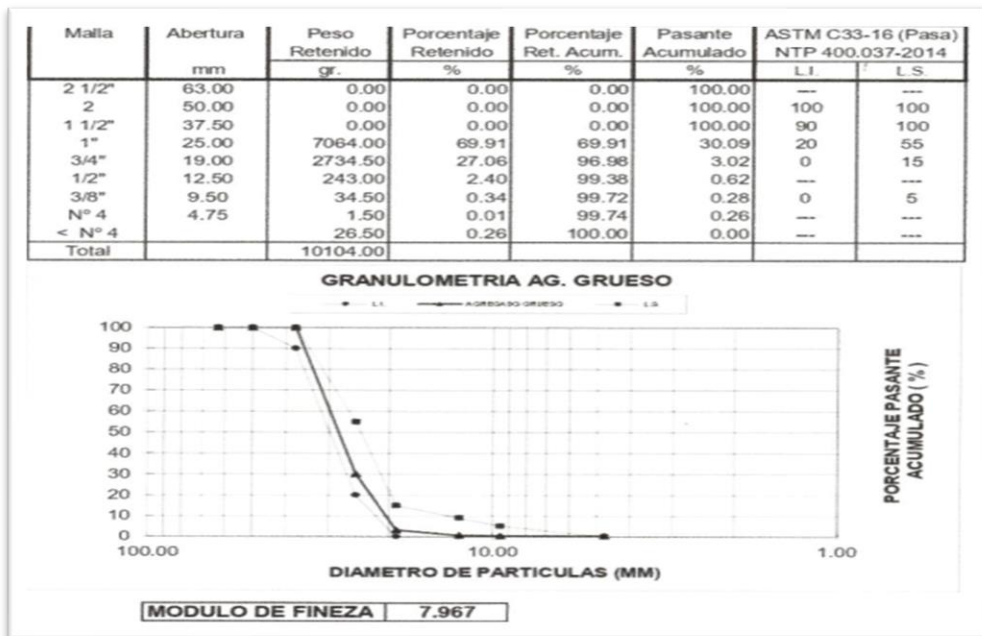 Malla Abertura Peso Porcentaje Porcentaje Pasante ASTM C33-16 (Pasa)
Retenido Retenido Ret. Acum. Acumulado NTP 400.037-2014
mm gr. % % % L.I. L.S.
2 1/2" 63.00 0.00 0.00 0.00 100.00 --- ---
2 50.00 0.00 0.00 0.00 100.00 100 100
1 1/2" 37.50 0.00 0.00 0.00 100.00 90 100
1" 25.00 7064.00 69.91 69.91 30.09 20 55
3/4" 19.00 2734.50 27.06 96.98 3.02 0 15
1/2" 12.50 243.00 2.40 99.38 0.62 --- ---
3/8" 9.50 34.50 0.34 99.72 0.28 0 5
Nº 4 4.75 1.50 0.01 99.74 0.26 --- ---
< Nº 4 26.50 0.26 100.00 0.00 --- ---
Total 10104.00
GRANULOMETRIA AG. GRUESO
L.I. AGREGADO GRUESO L.S.
100
90
80
70
60
50
40
30
20
10
0
100.00 10.00 1.00
DIAMETRO DE PARTICULAS (MM)
PORCENTAJE PASANTE
ACUMULADO ( % )
MODULO DE FINEZA 7.967